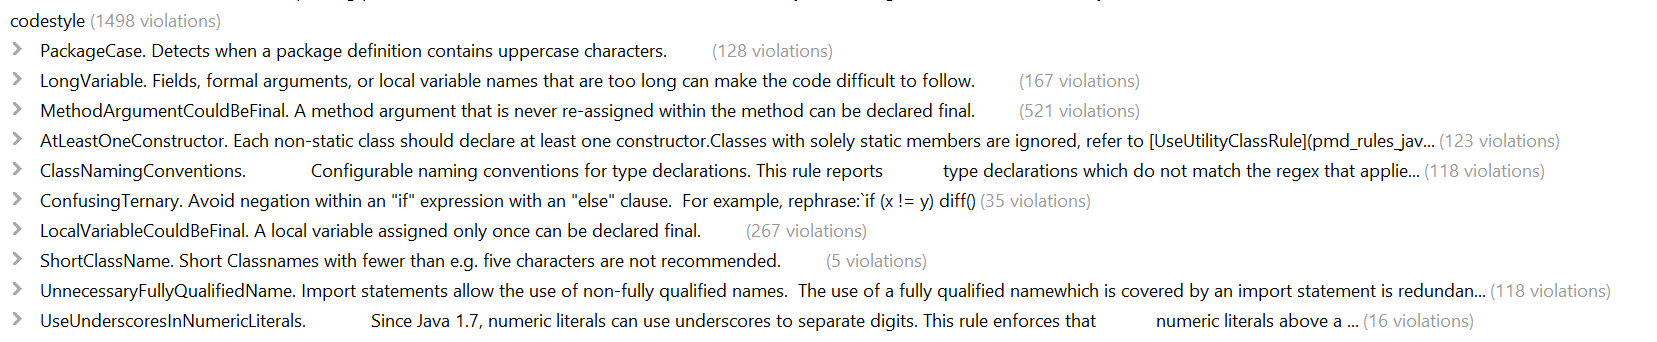 codestyle (1498 violations)
PackageCase. Detects when a package definition contains uppercase characters. (128 violations)
LongVariable. Fields, formal arguments, or local variable names that are too long can make the code difficult to follow. (167 violations)
MethodArgumentCouldBeFinal. A method argument that is never re-assigned within the method can be declared final. (521 violations)
AtLeastOneConstructor. Each non-static class should declare at least one constructor.Classes with solely static members are ignored, refer to [UseUtilityClassRule](pmd_rules_jav... (123 violations)
ClassNamingConventions. Configurable naming conventions for type declarations. This rule reports type declarations which do not match the regex that applie... (118 violations)
ConfusingTernary. Avoid negation within an "if" expression with an "else" clause. For example, rephrase:`if (x != y) diff() (35 violations)
LocalVariableCouldBeFinal. A local variable assigned only once can be declared final. (267 violations)
ShortClassName. Short Classnames with fewer than e.g. five characters are not recommended. (5 violations)
UnnecessaryFullyQualifiedName. Import statements allow the use of non-fully qualified names. The use of a fully qualified namewhich is covered by an import statement is redundan... (118 violations)
UseUnderscoresInNumericLiterals. Since Java 1.7, numeric literals can use underscores to separate digits. This rule enforces that numeric literals above a ... (16 violations)